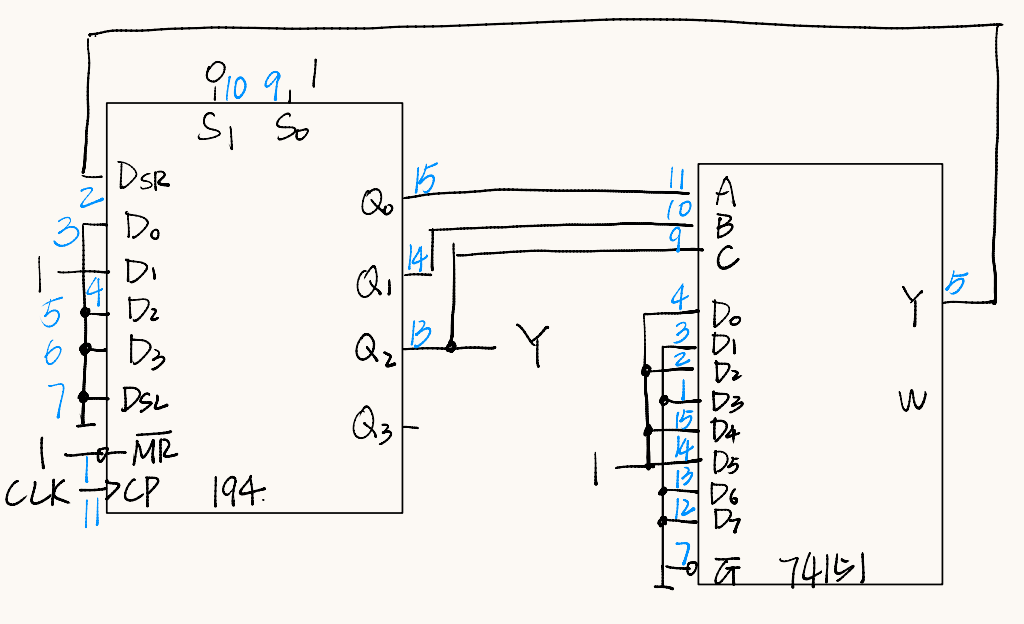 0 10 9 1
S1 S0
DSR
2
Q0 15
3 D0
1 D1
4
Q1 14
5 D2
6 D3
Q2 13 Y
7 DSL
Q3
1 M̅R̅
1
CLK CP 194
11
11 A
10 B
9 C
4 D0
3 D1
2 D2
1 D3
15 D4
1 14 D5
13 D6
12 D7
7 G̅ 74151
Y 5
W